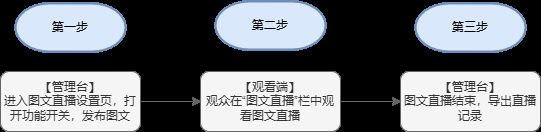 第一步
第二步
第三步
【管理台】
进入图文直播设置页，打
开功能开关，发布图文
【观看端】
观众在“图文直播”栏中观
看图文直播
【管理台】
图文直播结束，导出直播
记录